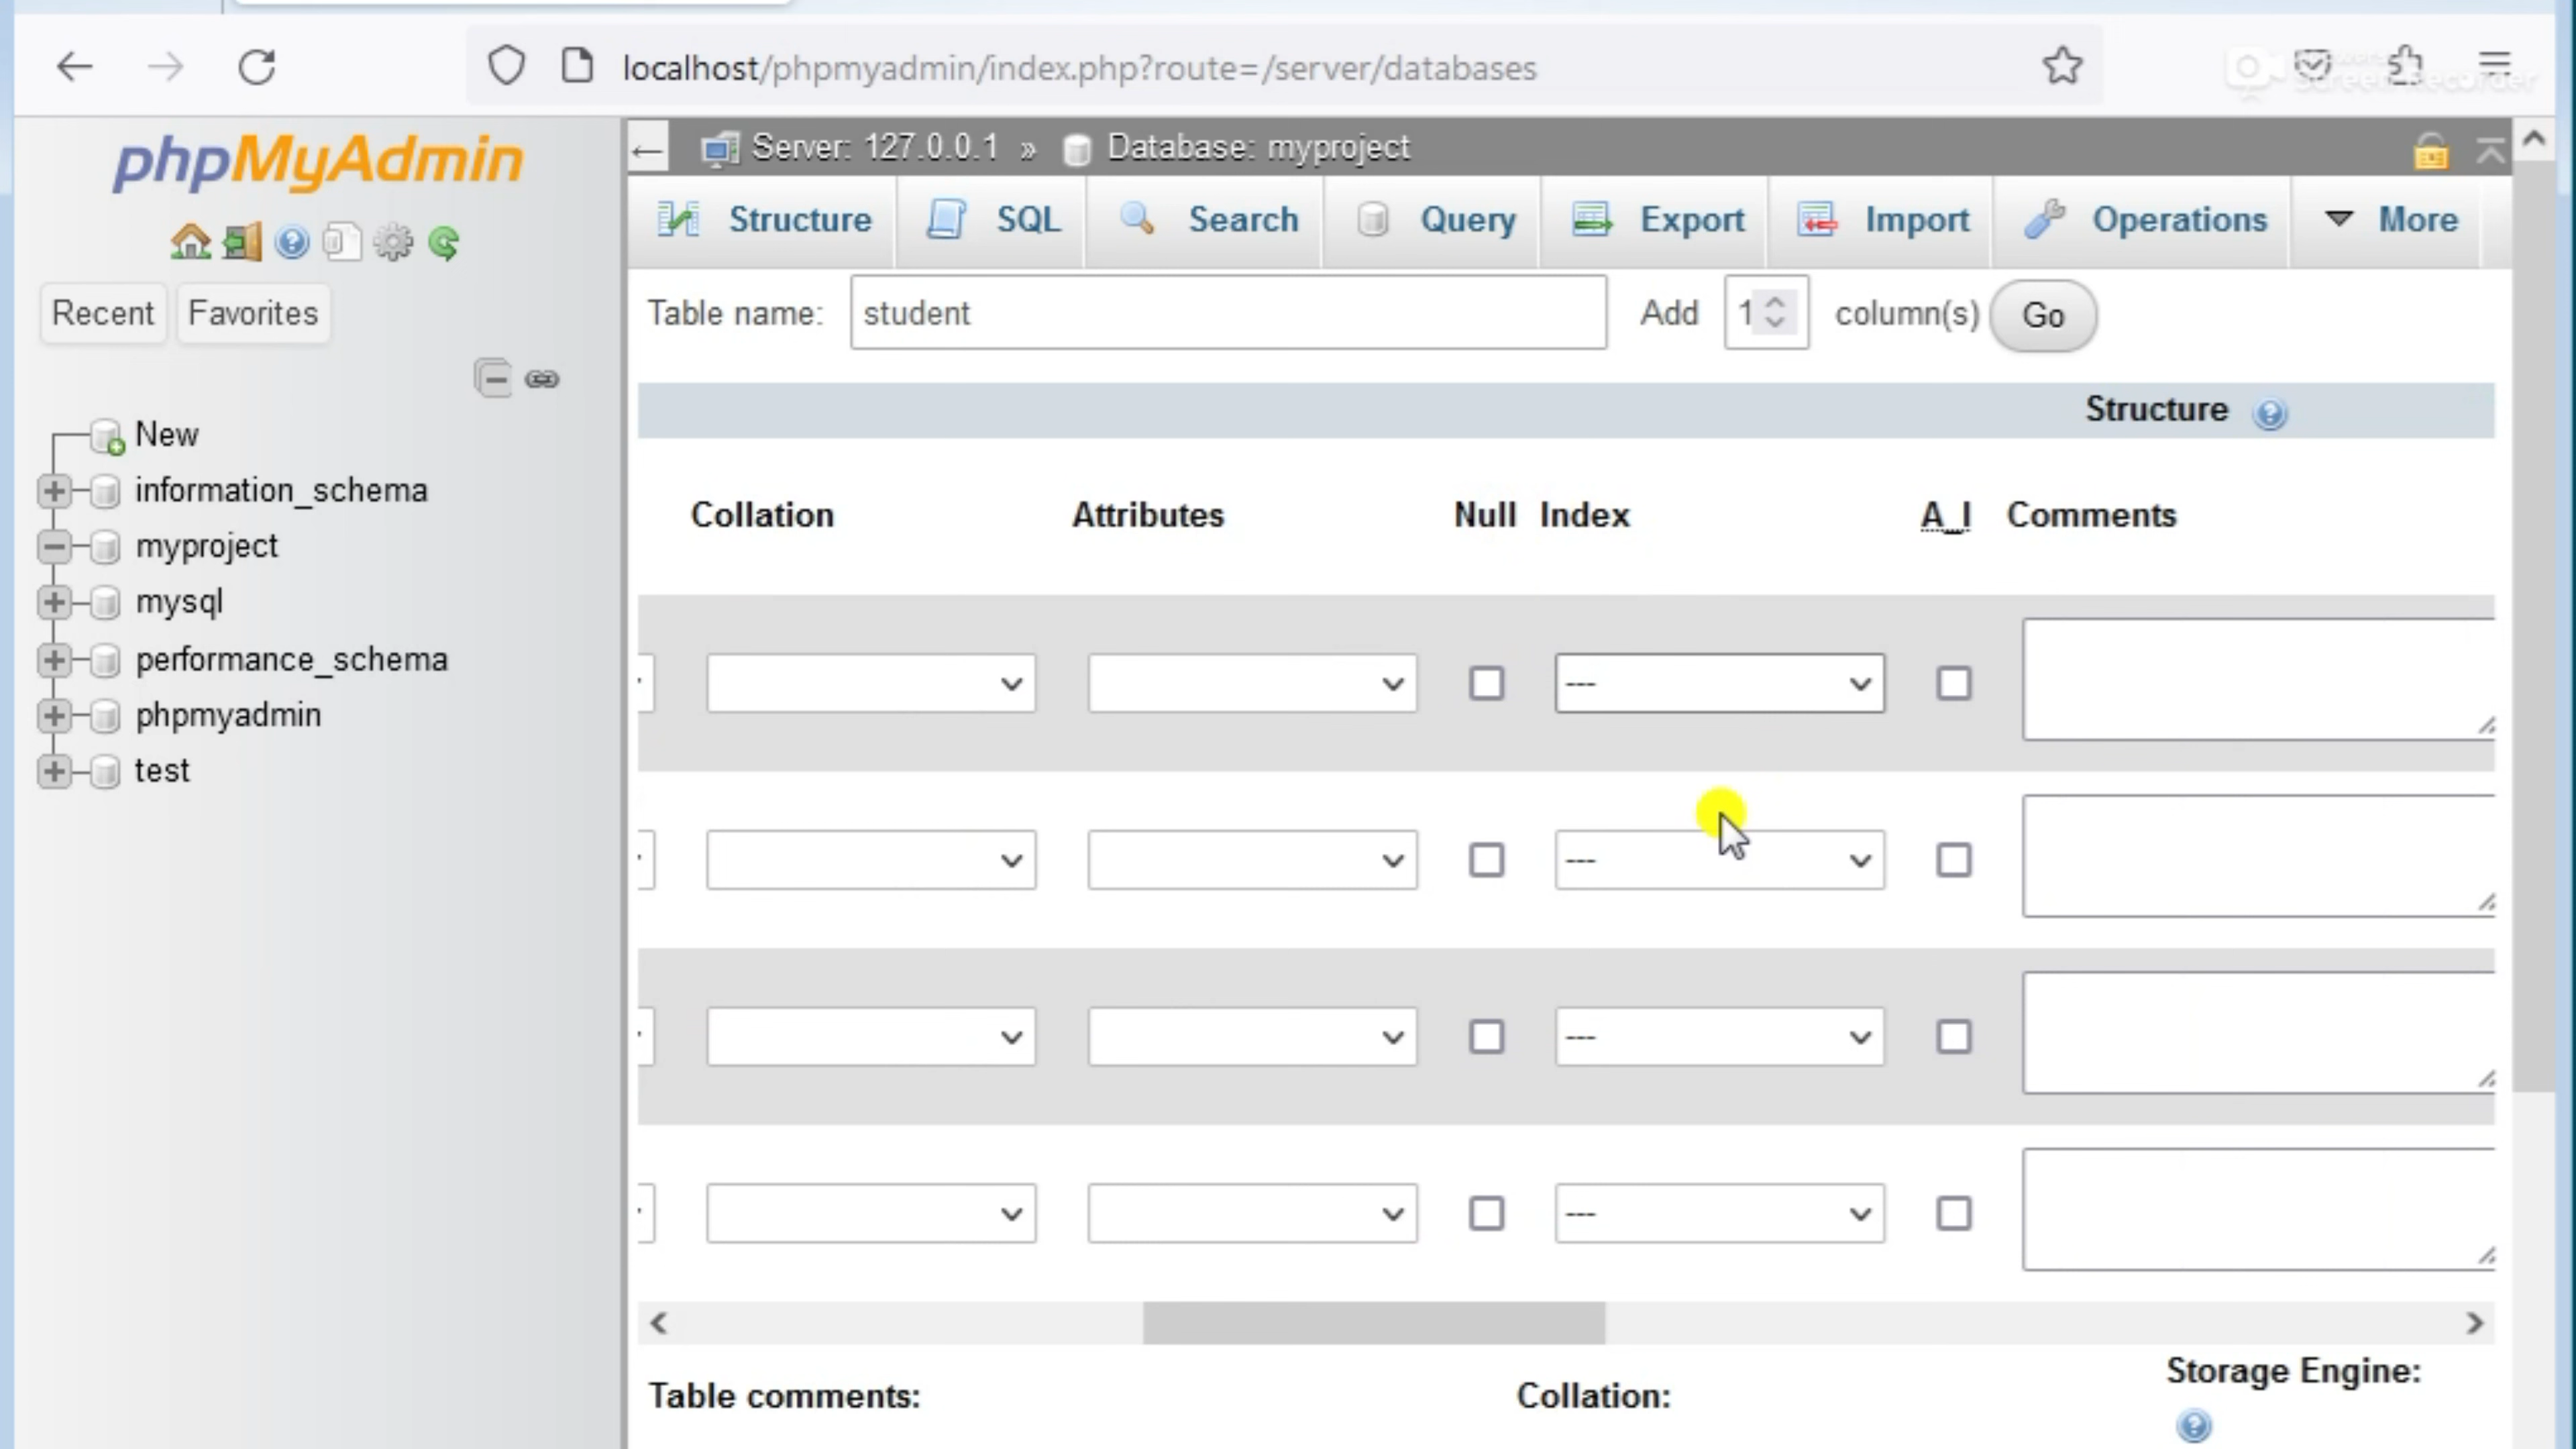 localhost/phpmyadmin/index.php?route=/server/databases
Screen Recorder
phpMyAdmin
Server: 127.0.0.1 » Database: myproject
Structure SQL Search Query Export Import Operations More
Recent Favorites
Table name: student Add 1 column(s) Go
Structure
New
information_schema
myproject
mysql
performance_schema
phpmyadmin
test
Collation Attributes Null Index A_I Comments
---
---
---
---
Table comments: Collation: Storage Engine: